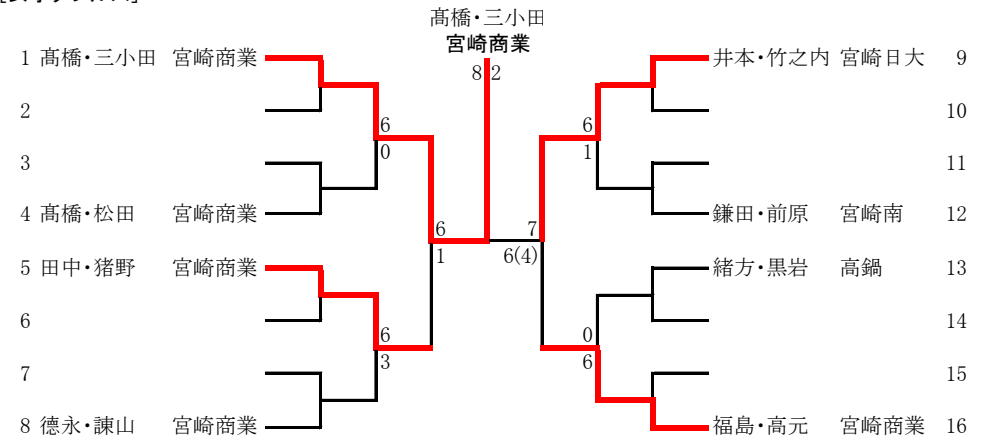 髙橋・三小田
宮崎商業
8 2
1 髙橋・三小田 宮崎商業
2
3
4 髙橋・松田 宮崎商業
5 田中・猪野 宮崎商業
6
7
8 德永・諌山 宮崎商業
6
0
6
1
6
3
井本・竹之内 宮崎日大 9
10
11
鎌田・前原 宮崎南 12
緒方・黒岩 高鍋 13
14
15
福島・高元 宮崎商業 16
6
1
7
6(4)
0
6